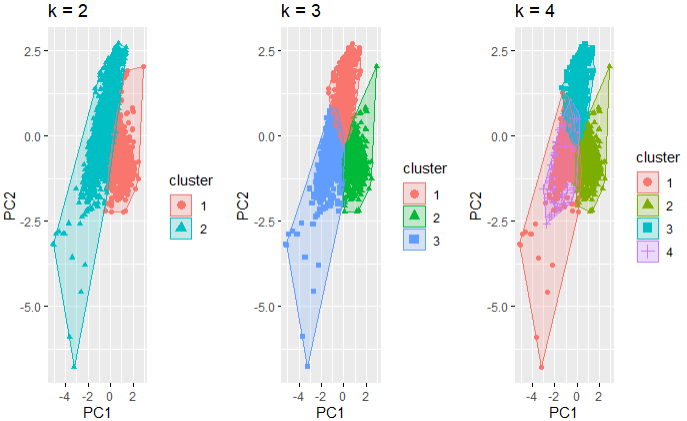 k = 2
2.5
0.0
-2.5
-5.0
PC2
-4 -2 0 2
PC1
cluster
1
2
k = 3
2.5
0.0
-2.5
-5.0
PC2
-4 -2 0 2
PC1
cluster
1
2
3
k = 4
2.5
0.0
-2.5
-5.0
PC2
-4 -2 0 2
PC1
cluster
1
2
3
4